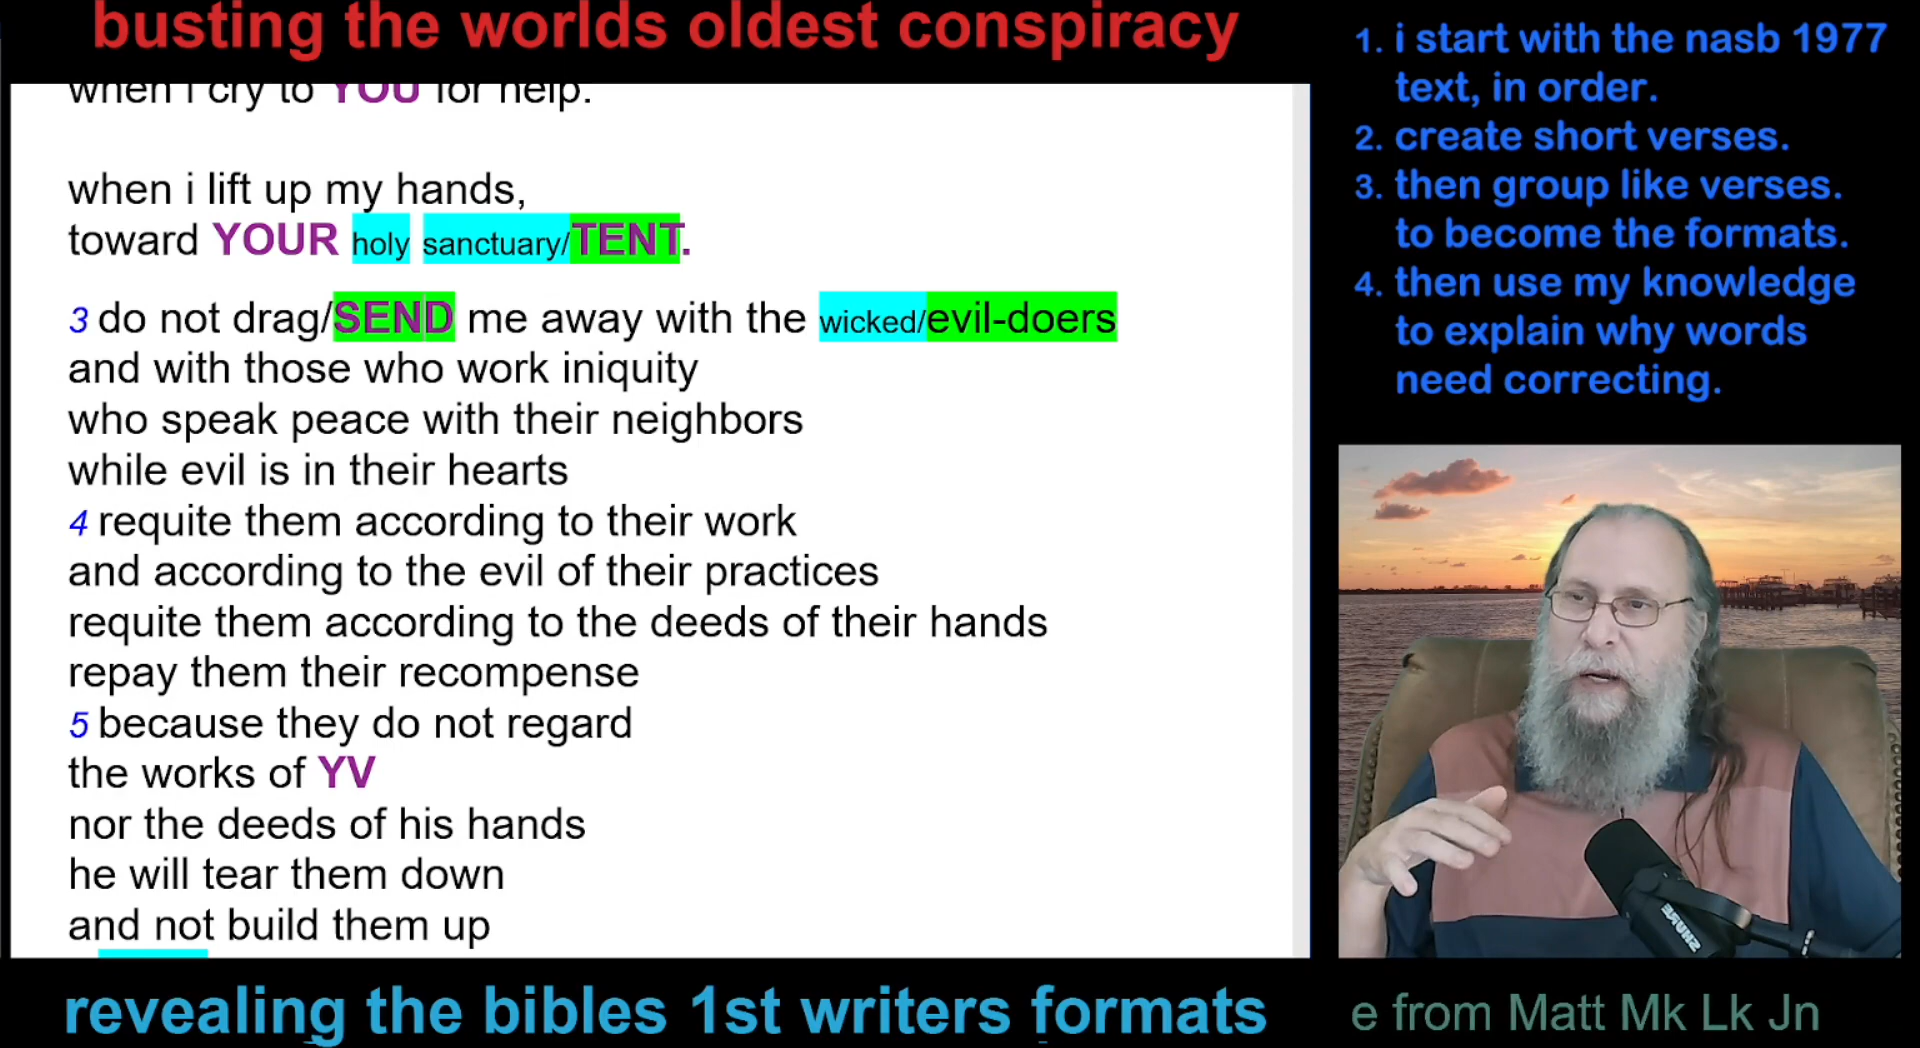 busting the worlds oldest conspiracy
when i cry to YOU for help.
when i lift up my hands,
toward YOUR holy sanctuary/TENT.
3 do not drag/SEND me away with the wicked/evil-doers
and with those who work iniquity
who speak peace with their neighbors
while evil is in their hearts
4 requite them according to their work
and according to the evil of their practices
requite them according to the deeds of their hands
repay them their recompense
5 because they do not regard
the works of YV
nor the deeds of his hands
he will tear them down
and not build them up
1. i start with the nasb 1977
text, in order.
2. create short verses.
3. then group like verses.
to become the formats.
4. then use my knowledge
to explain why words
need correcting.
SHURE
revealing the bibles 1st writers formats
e from Matt Mk Lk Jn